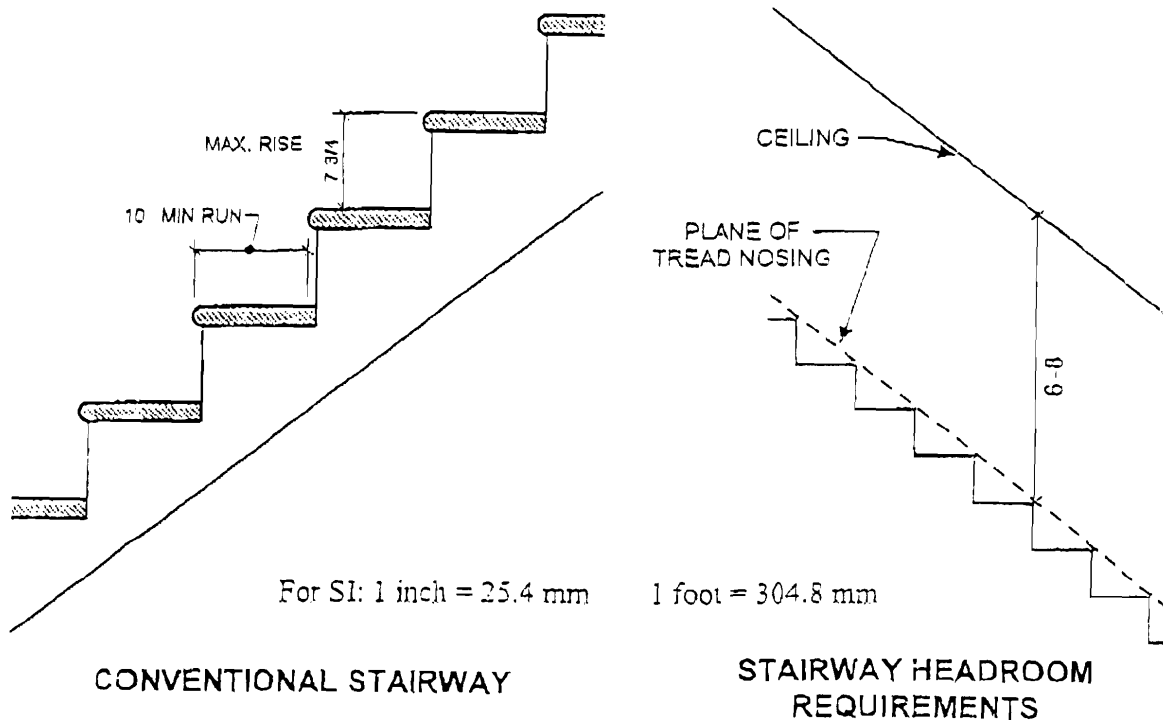 MAX. RISE
7 3/4
10 MIN RUN
CEILING
PLANE OF
TREAD NOSING
6-8
For SI: 1 inch = 25.4 mm 1 foot = 304.8 mm
CONVENTIONAL STAIRWAY
STAIRWAY HEADROOM
REQUIREMENTS